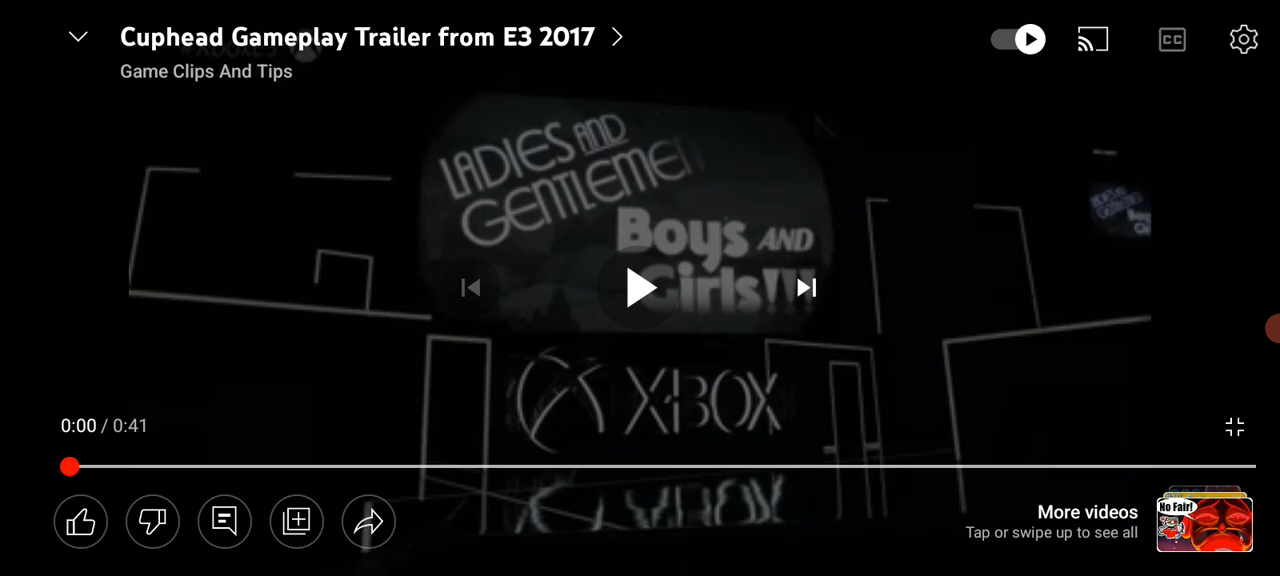 Cuphead Gameplay Trailer from E3 2017
Game Clips And Tips
CC
LADIES AND
GENTLEMEN
Boys AND
Girls!!!
XBOX
0:00 / 0:41
More videos
Tap or swipe up to see all
No Fair!